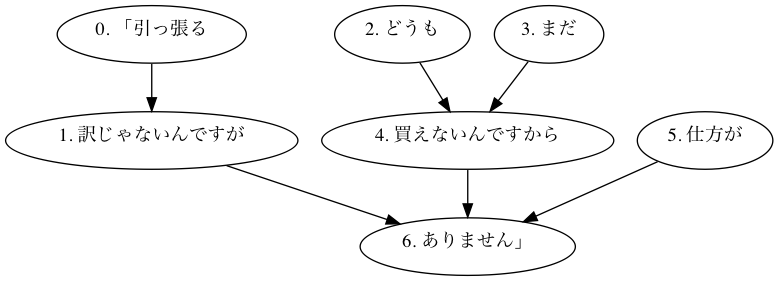 0. 「引っ張る
2. どうも
3. まだ
1. 訳じゃないんですが
4. 買えないんですから
5. 仕方が
6. ありません」